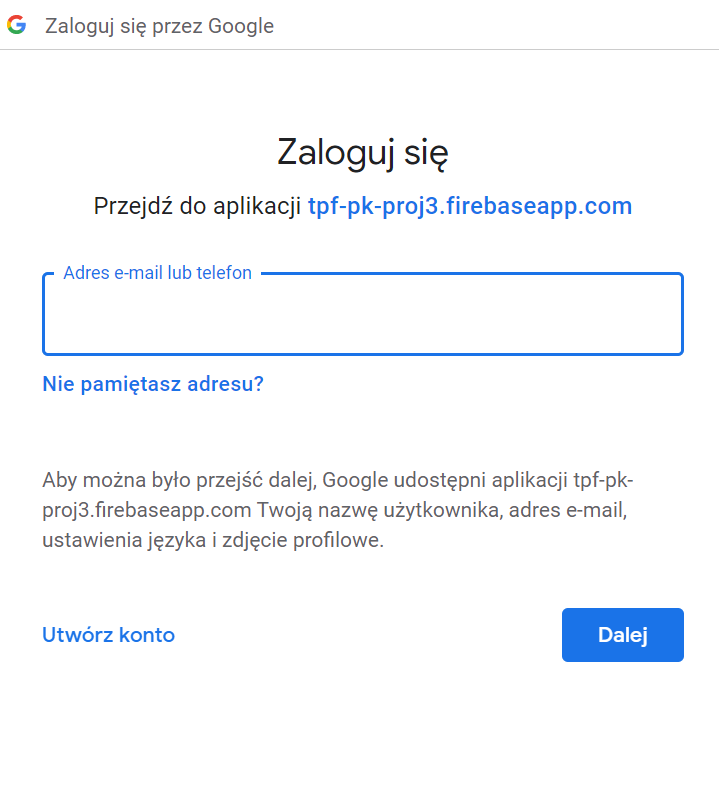 Zaloguj się przez Google
Zaloguj się
Przejdź do aplikacji tpf-pk-proj3.firebaseapp.com
Adres e-mail lub telefon
Nie pamiętasz adresu?
Aby można było przejść dalej, Google udostępni aplikacji tpf-pk-
proj3.firebaseapp.com Twoją nazwę użytkownika, adres e-mail,
ustawienia języka i zdjęcie profilowe.
Utwórz konto
Dalej